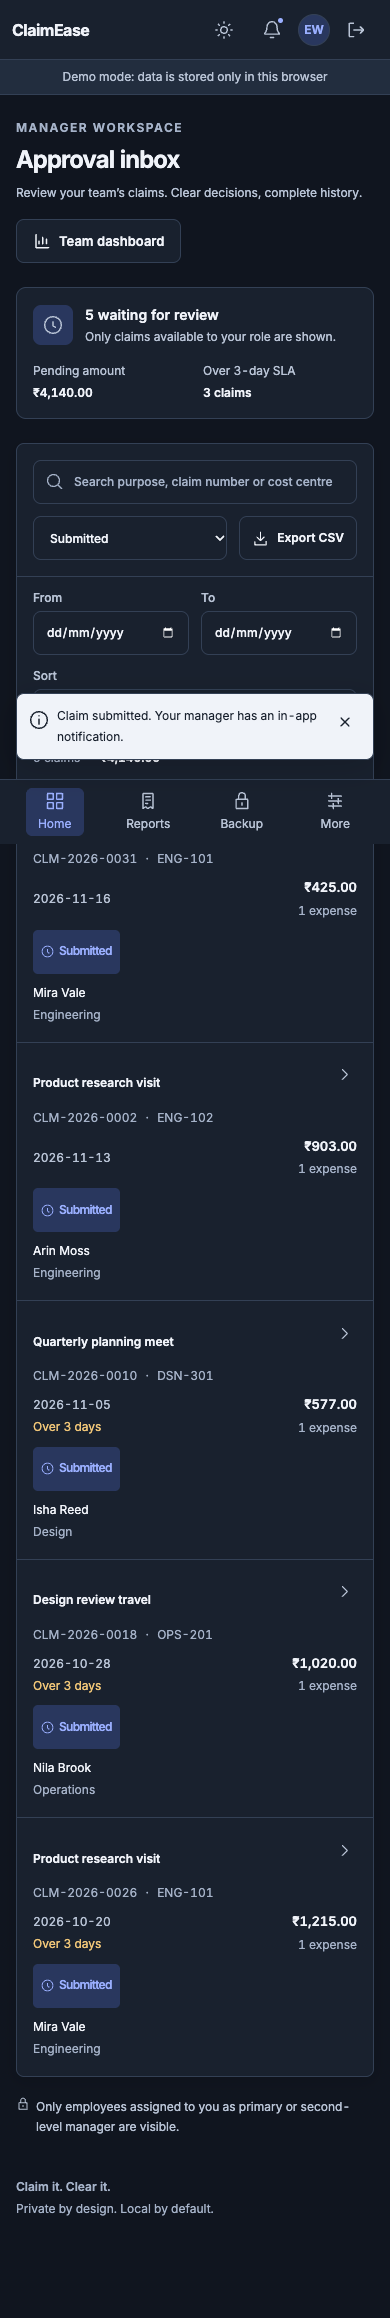 ClaimEase
EW
Demo mode: data is stored only in this browser
MANAGER WORKSPACE
Approval inbox
Review your team's claims. Clear decisions, complete history.
Team dashboard
5 waiting for review
Only claims available to your role are shown.
Pending amount
₹4,140.00
Over 3-day SLA
3 claims
Search purpose, claim number or cost centre
Submitted
Export CSV
From
To
dd/mm/yyyy
dd/mm/yyyy
Sort
Claim submitted. Your manager has an in-app
notification.
Home
Reports
Backup
More
CLM-2026-0031 · ENG-101
2026-11-16
₹425.00
1 expense
Submitted
Mira Vale
Engineering
Product research visit
CLM-2026-0002 · ENG-102
2026-11-13
₹903.00
1 expense
Submitted
Arin Moss
Engineering
Quarterly planning meet
CLM-2026-0010 · DSN-301
2026-11-05
₹577.00
Over 3 days
1 expense
Submitted
Isha Reed
Design
Design review travel
CLM-2026-0018 · OPS-201
2026-10-28
₹1,020.00
Over 3 days
1 expense
Submitted
Nila Brook
Operations
Product research visit
CLM-2026-0026 · ENG-101
2026-10-20
₹1,215.00
Over 3 days
1 expense
Submitted
Mira Vale
Engineering
Only employees assigned to you as primary or second-
level manager are visible.
Claim it. Clear it.
Private by design. Local by default.